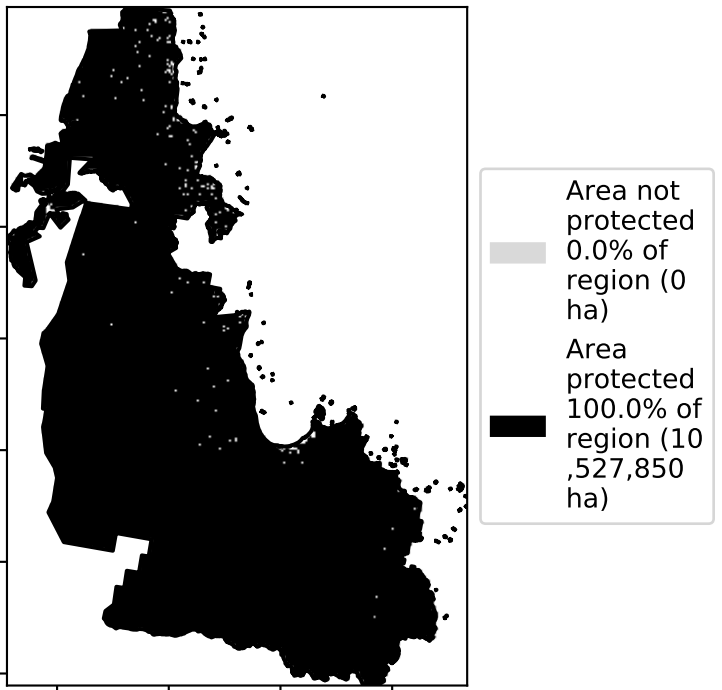 Area not
protected
0.0% of
region (0
ha)
Area
protected
100.0% of
region (10
,527,850
ha)